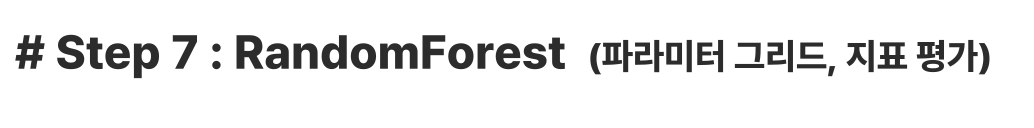 # Step 7 : RandomForest (파라미터 그리드, 지표 평가)